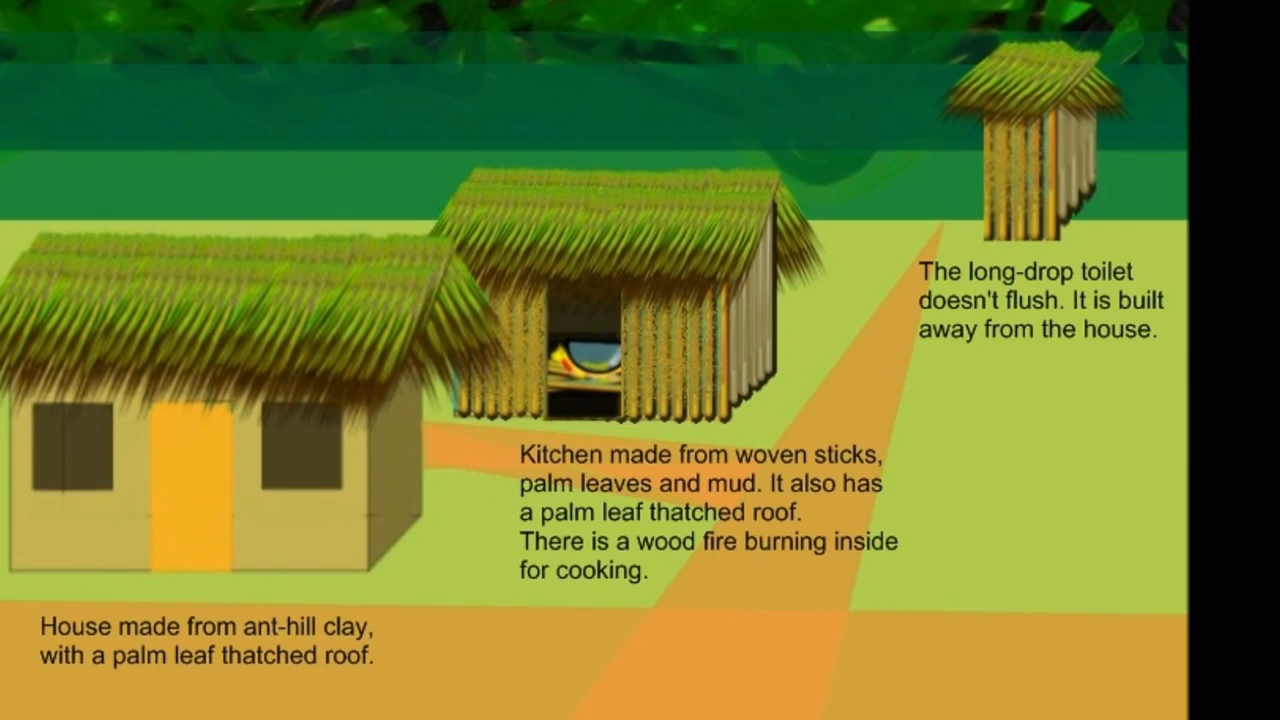 The long-drop toilet
doesn't flush. It is built
away from the house.
Kitchen made from woven sticks,
palm leaves and mud. It also has
a palm leaf thatched roof.
There is a wood fire burning inside
for cooking.
House made from ant-hill clay,
with a palm leaf thatched roof.